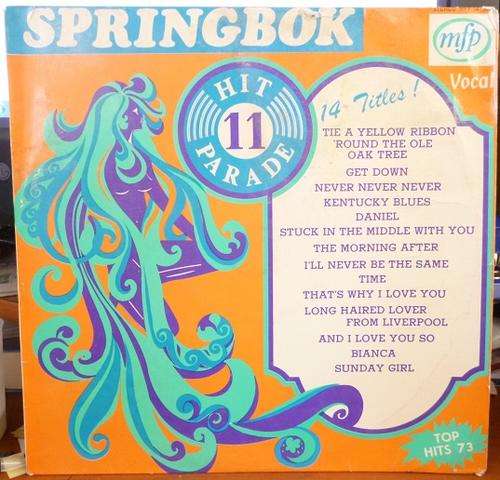 SPRINGBOK
mfp
Vocal
HIT
11
PARADE
14 Titles!
TIE A YELLOW RIBBON
'ROUND THE OLE
OAK TREE
GET DOWN
NEVER NEVER NEVER
KENTUCKY BLUES
DANIEL
STUCK IN THE MIDDLE WITH YOU
THE MORNING AFTER
I'LL NEVER BE THE SAME
TIME
THAT'S WHY I LOVE YOU
LONG HAIRED LOVER
FROM LIVERPOOL
AND I LOVE YOU SO
BIANCA
SUNDAY GIRL
TOP
HITS 73